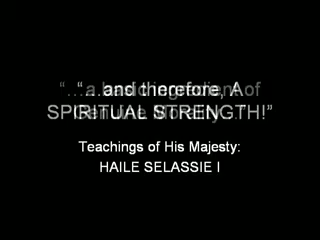 “...and therefore, A
SPIRITUAL STRENGTH!”
Teachings of His Majesty:
HAILE SELASSIE I